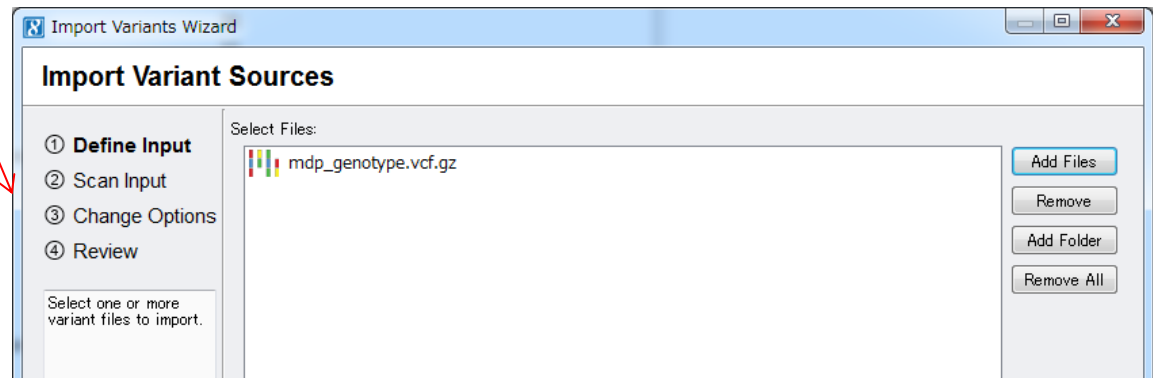 Import Variants Wizard
Import Variant Sources
① Define Input
② Scan Input
③ Change Options
④ Review
Select one or more
variant files to import.
Select Files:
mdp_genotype.vcf.gz
Add Files
Remove
Add Folder
Remove All